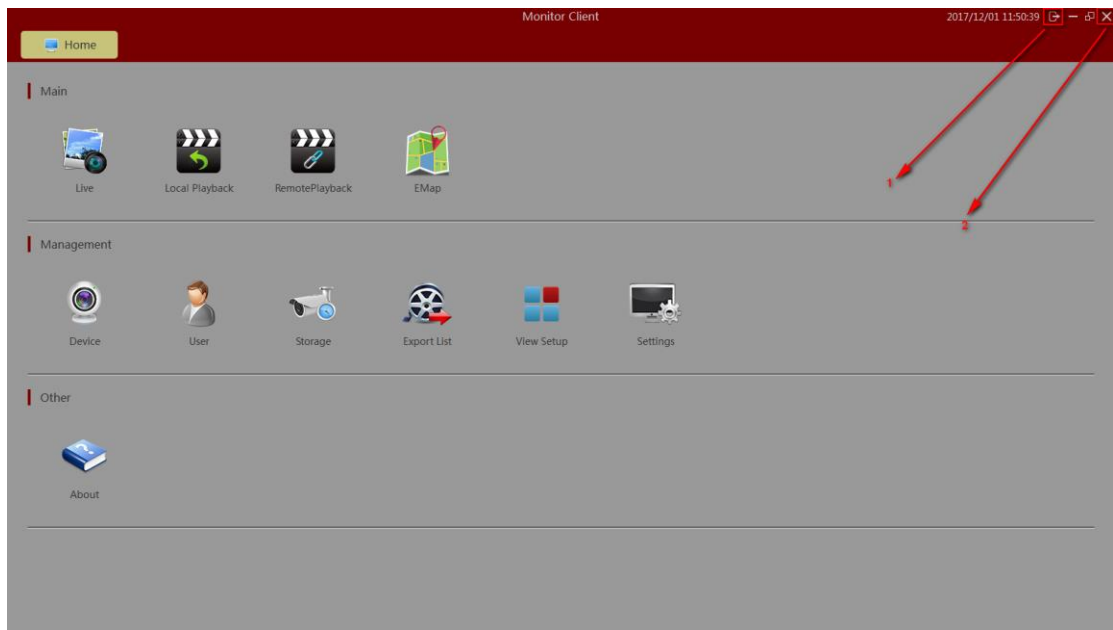 Monitor Client 2017/12/01 11:50:39
Home
Main
1
Live Local Playback RemotePlayback EMap
2
Management
Device User Storage Export List View Setup Settings
Other
About